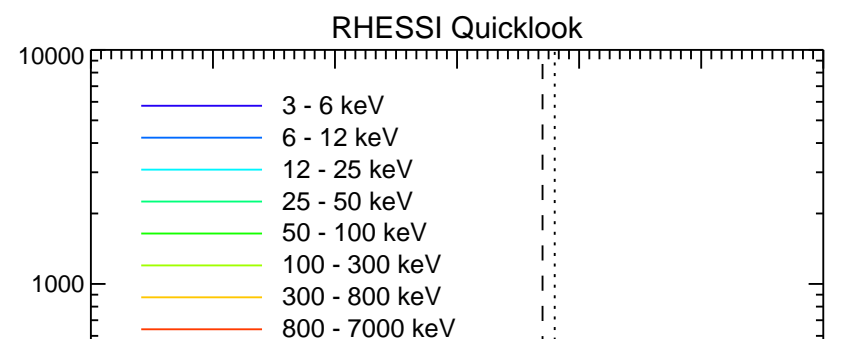 RHESSI Quicklook
10000
3 - 6 keV
6 - 12 keV
12 - 25 keV
25 - 50 keV
50 - 100 keV
100 - 300 keV
1000
300 - 800 keV
800 - 7000 keV